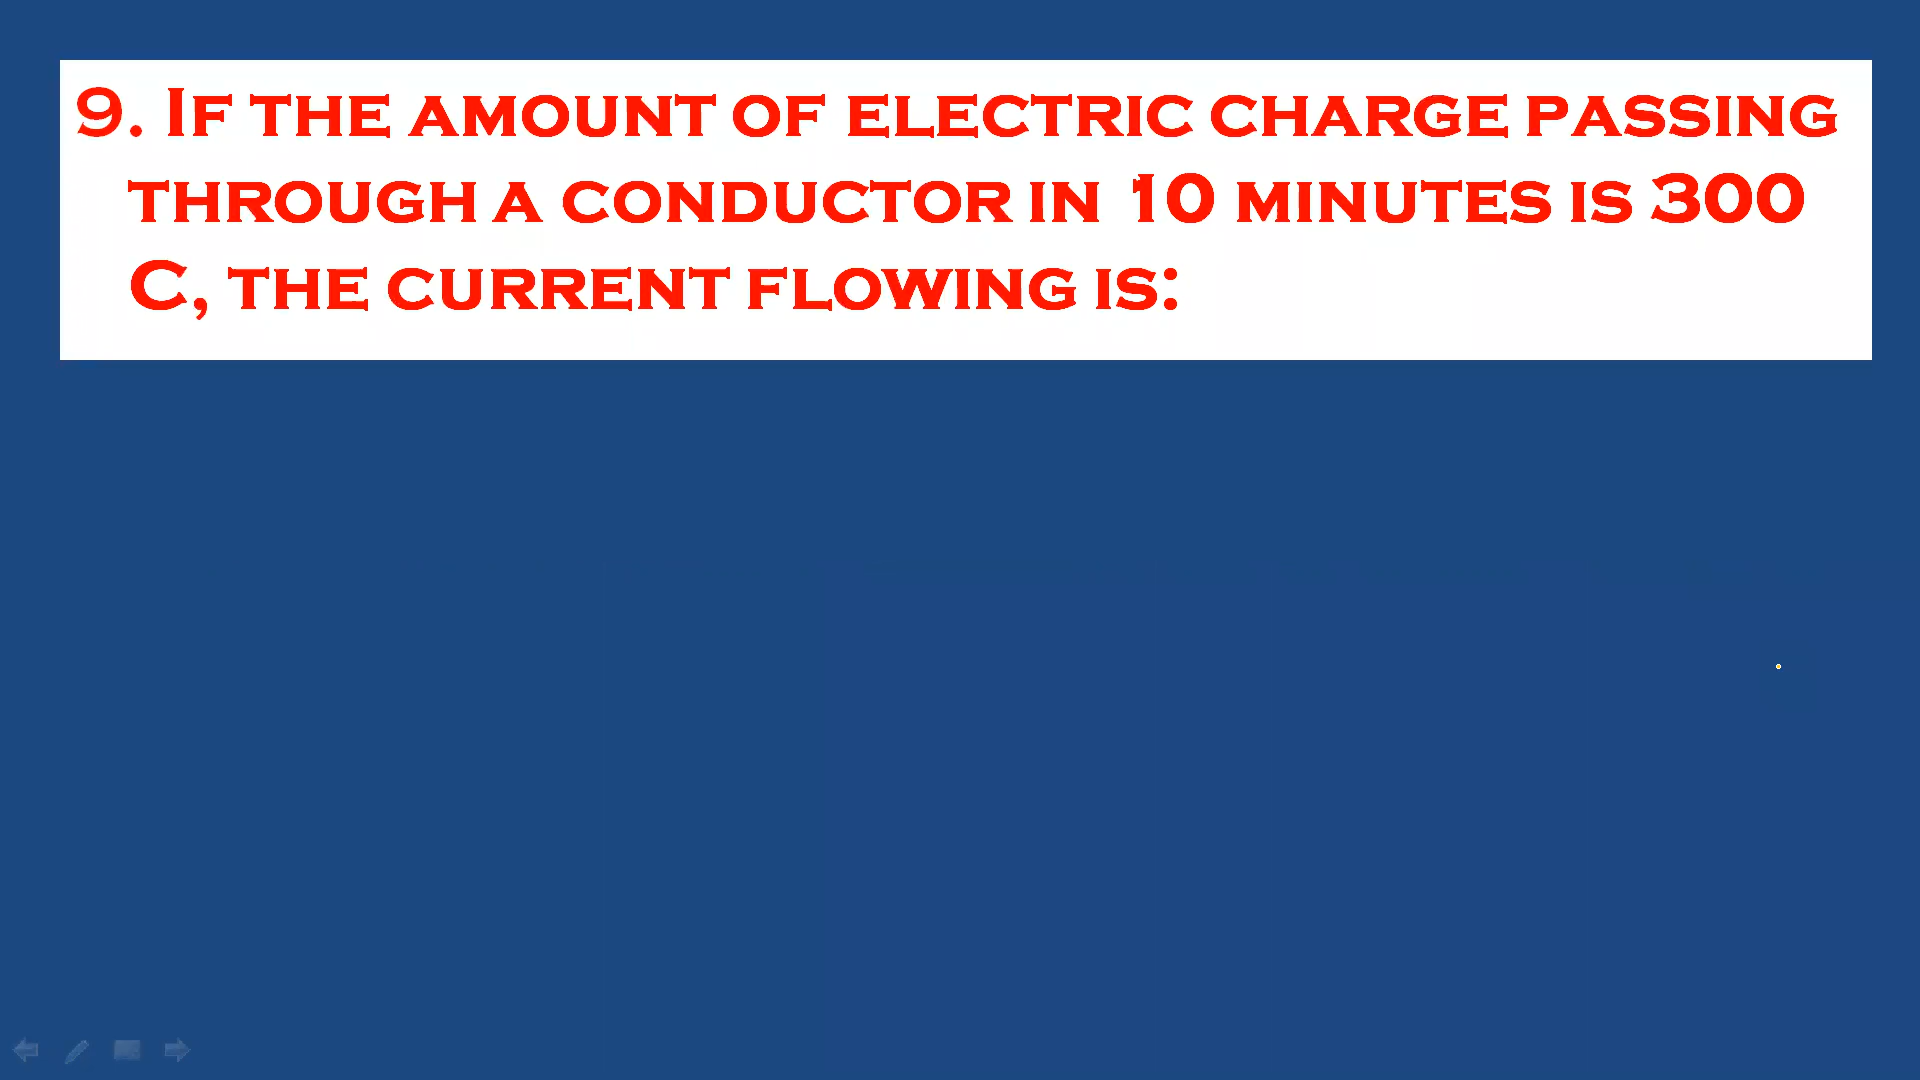 9. If the amount of electric charge passing
through a conductor in 10 minutes is 300
C, the current flowing is: